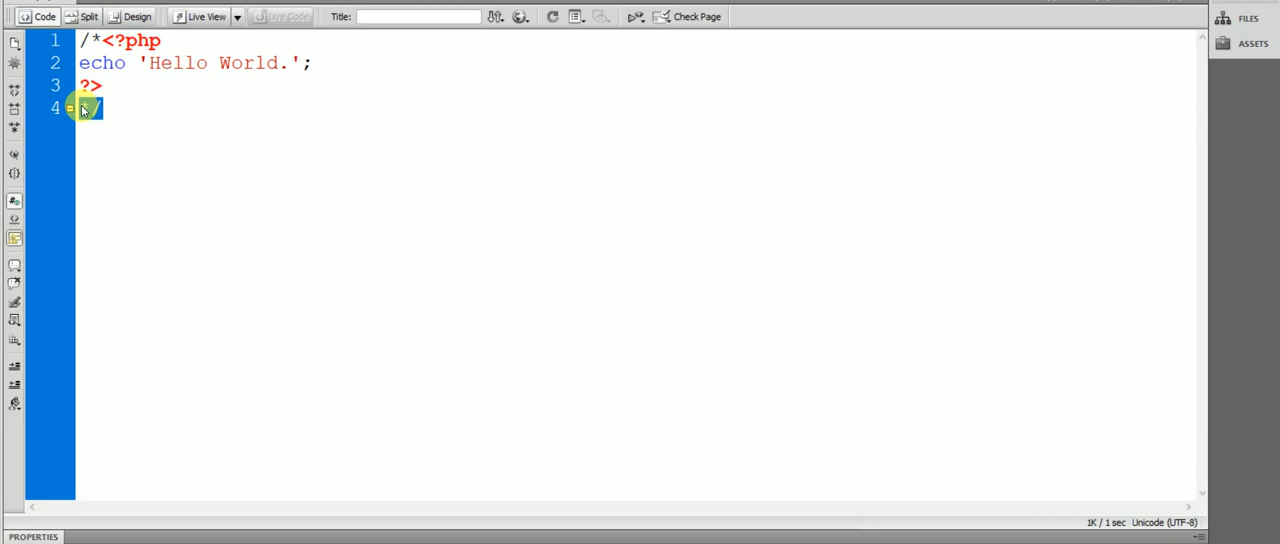 Code Split Design Live View Live Code Title: Check Page
FILES
ASSETS
1 /*<?php
2 echo 'Hello World.';
3 ?>
4 */
1K / 1 sec Unicode (UTF-8)
PROPERTIES